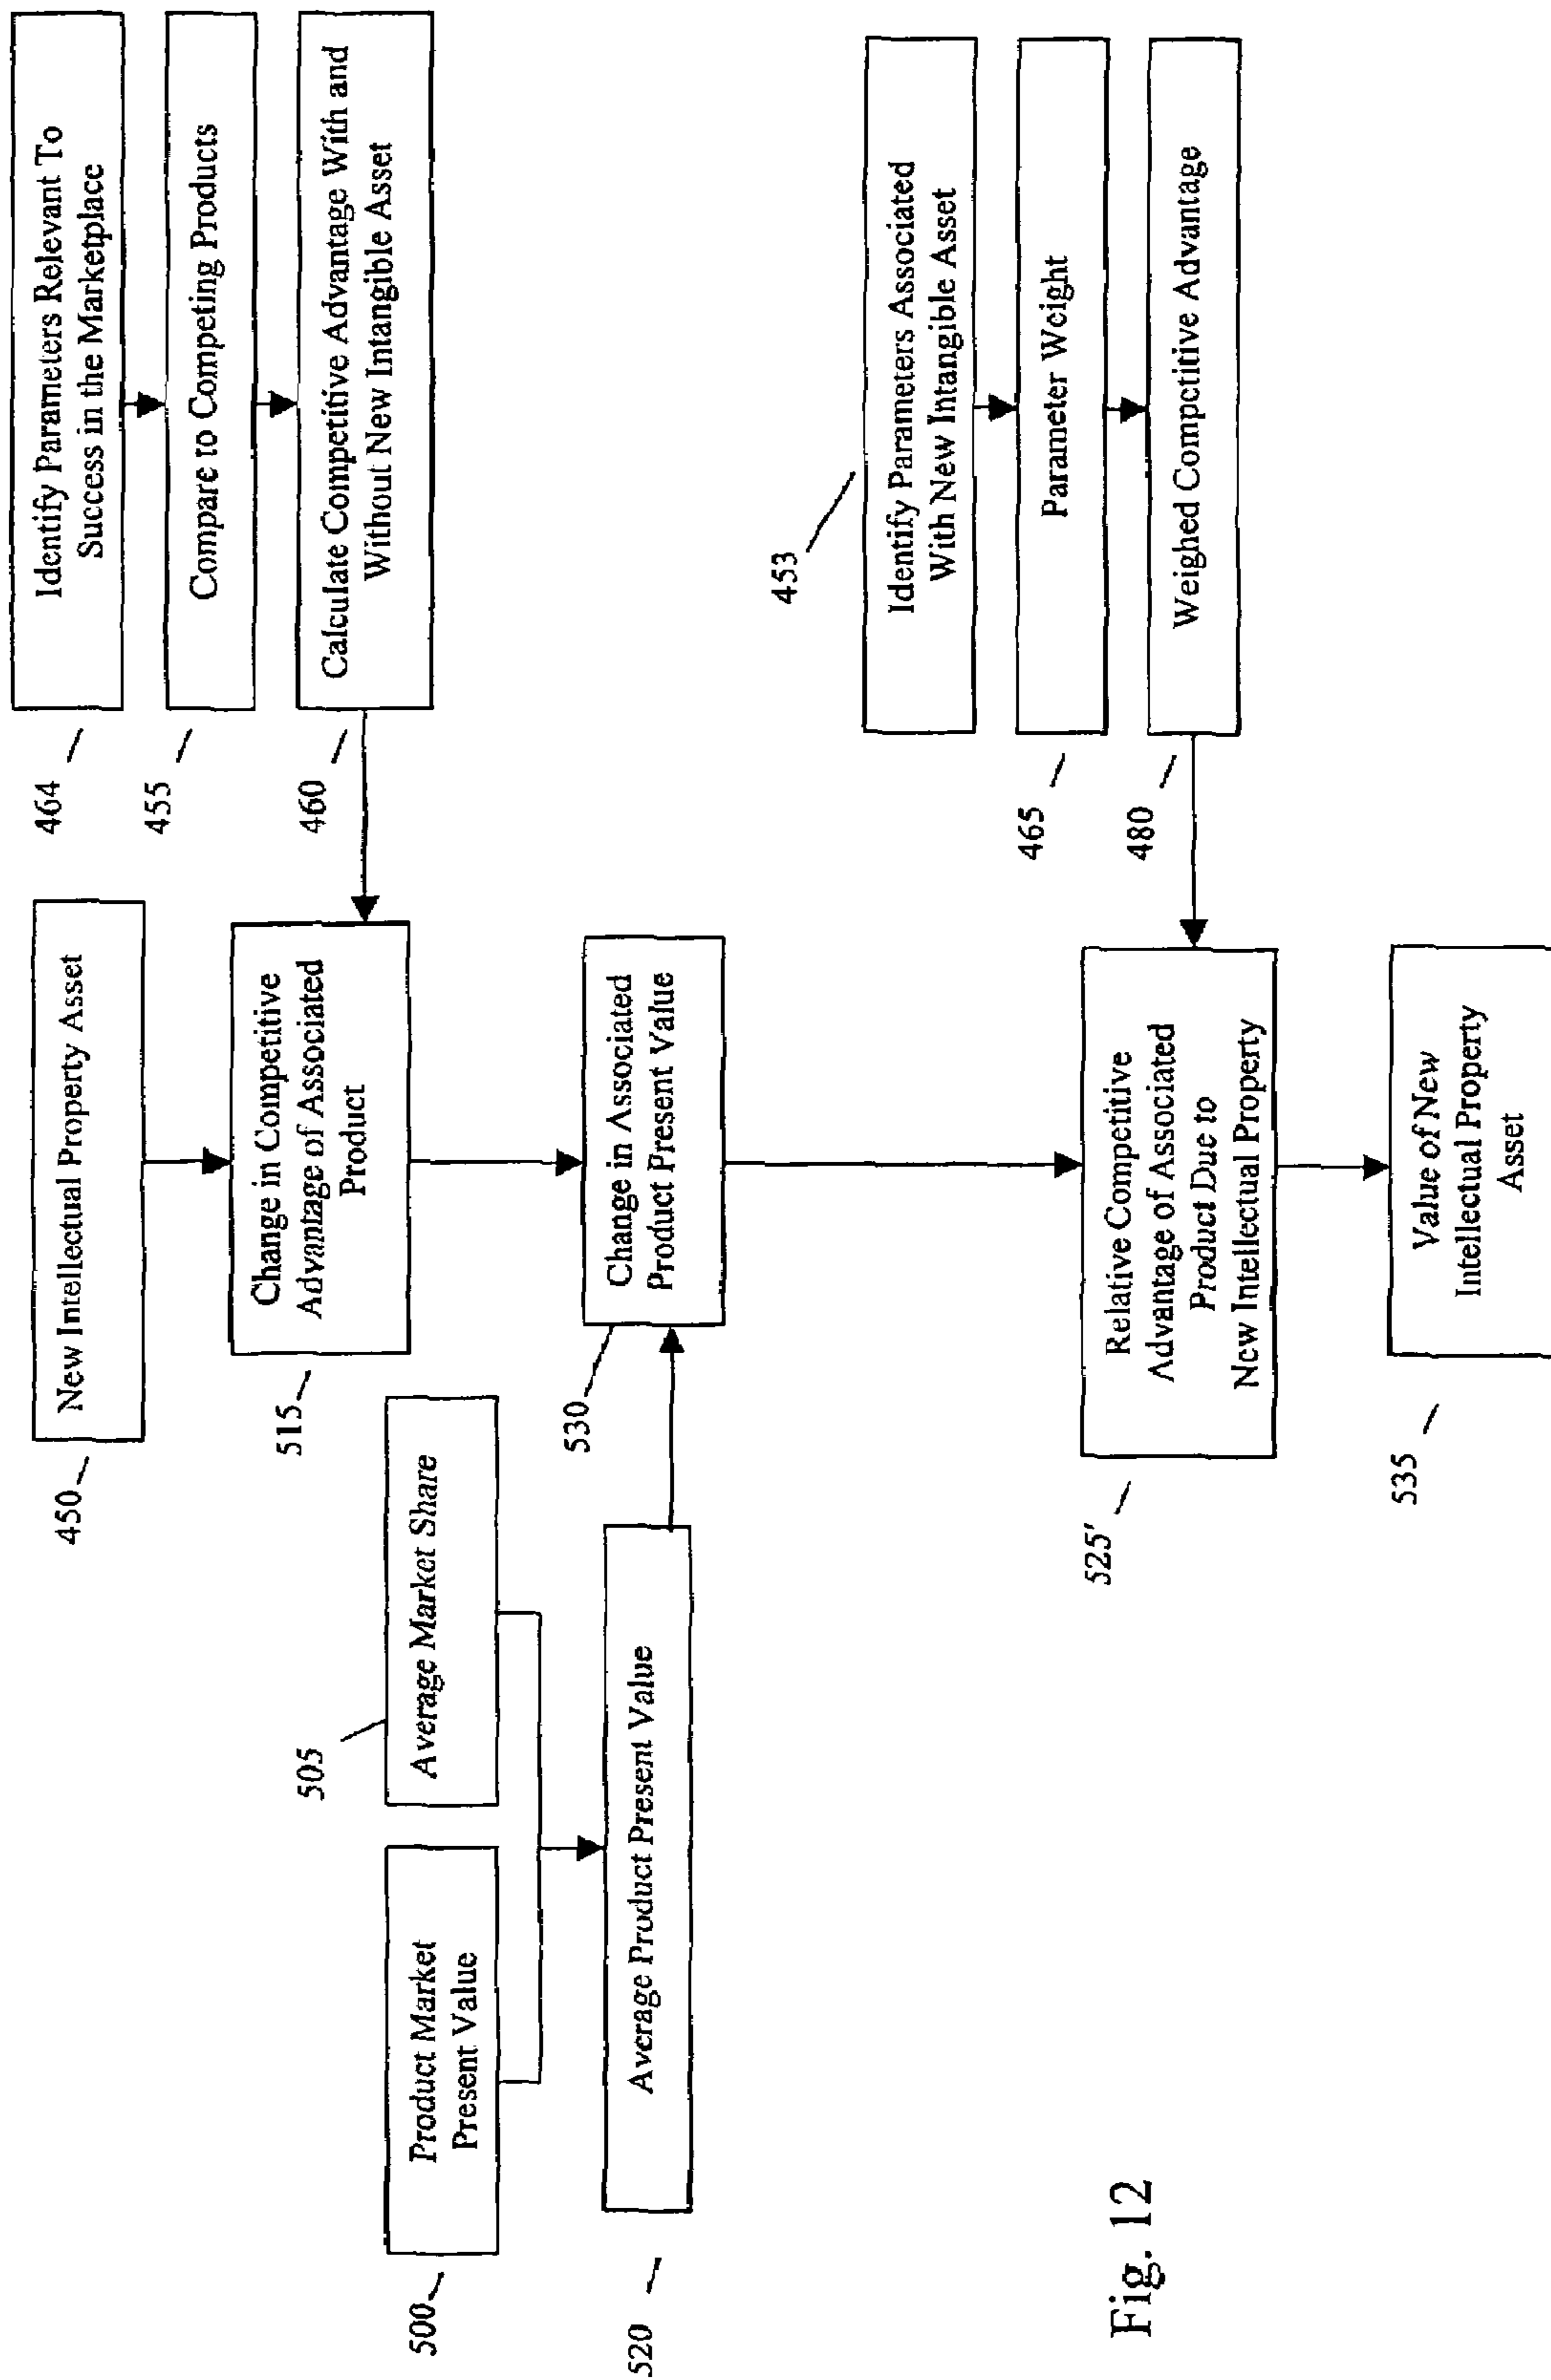 464
Identify Parameters Relevant To
Success in the Marketplace
455
Compare to Competing Products
460
Calculate Competitive Advantage With and
Without New Intangible Asset
450
New Intellectual Property Asset
515
Change in Competitive
Advantage of Associated
Product
500
Product Market
Present Value
505
Average Market Share
520
Average Product Present Value
530
Change in Associated
Product Present Value
453
Identify Parameters Associated
With New Intangible Asset
465
Parameter Weight
480
Weighed Competitive Advantage
525'
Relative Competitive
Advantage of Associated
Product Due to
New Intellectual Property
535
Value of New
Intellectual Property
Asset
Fig. 12